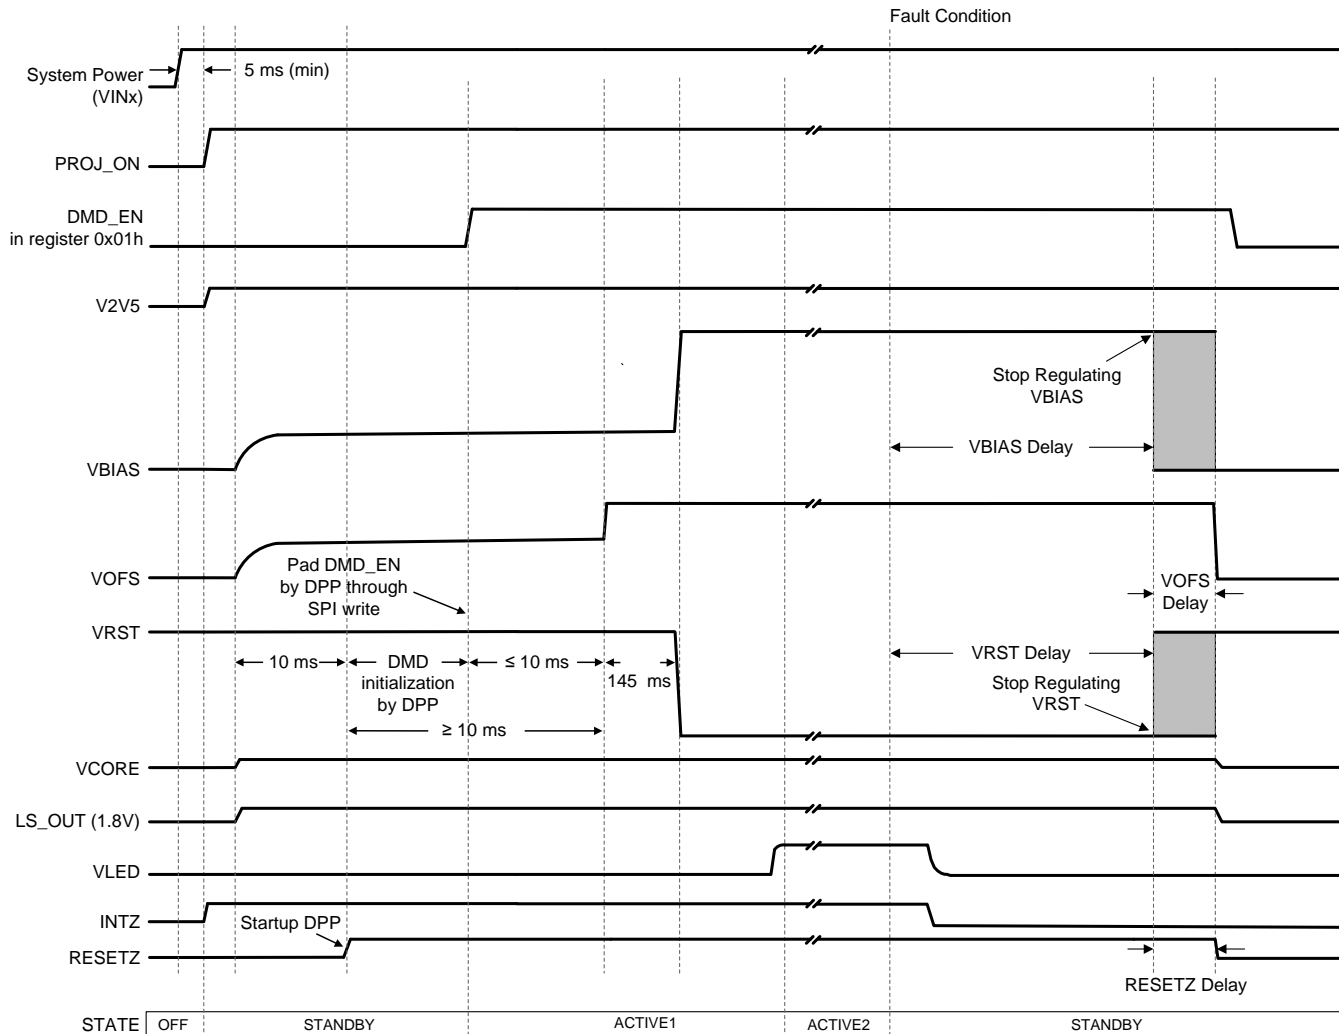 Fault Condition
System Power
(VINx)
5 ms (min)
PROJ_ON
DMD_EN
in register 0x01h
V2V5
Stop Regulating
VBIAS
VBIAS Delay
VBIAS
Pad DMD_EN
by DPP through
SPI write
VOFS
VOFS
Delay
VRST
10 ms
DMD
initialization
by DPP
≤ 10 ms
145 ms
≥ 10 ms
VRST Delay
Stop Regulating
VRST
VCORE
LS_OUT (1.8V)
VLED
INTZ
Startup DPP
RESETZ
RESETZ Delay
STATE
OFF
STANDBY
ACTIVE1
ACTIVE2
STANDBY